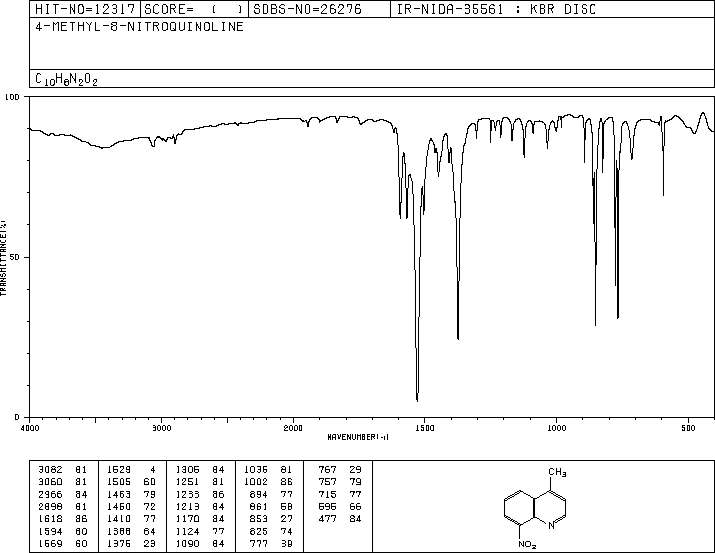 HIT-NO=12317 SCORE= ( ) SDBS-NO=26276 IR-NIDA-35561 : KBR DISC
4-METHYL-8-NITROQUINOLINE
C10H8N2O2
100
50
0
TRANSMITTANCE(%)
4000 3000 2000 1500 1000 500
WAVENUMBER(-1)
3082 81 1529 4 1306 84 1036 81 767 29
3060 81 1505 60 1251 81 1002 86 757 79
2966 84 1463 79 1233 86 894 77 715 77
2898 81 1450 72 1213 84 861 58 595 66
1618 86 1410 77 1170 84 853 27 477 84
1594 60 1388 64 1124 77 825 74
1569 60 1375 23 1090 84 777 39
CH3
N
NO2